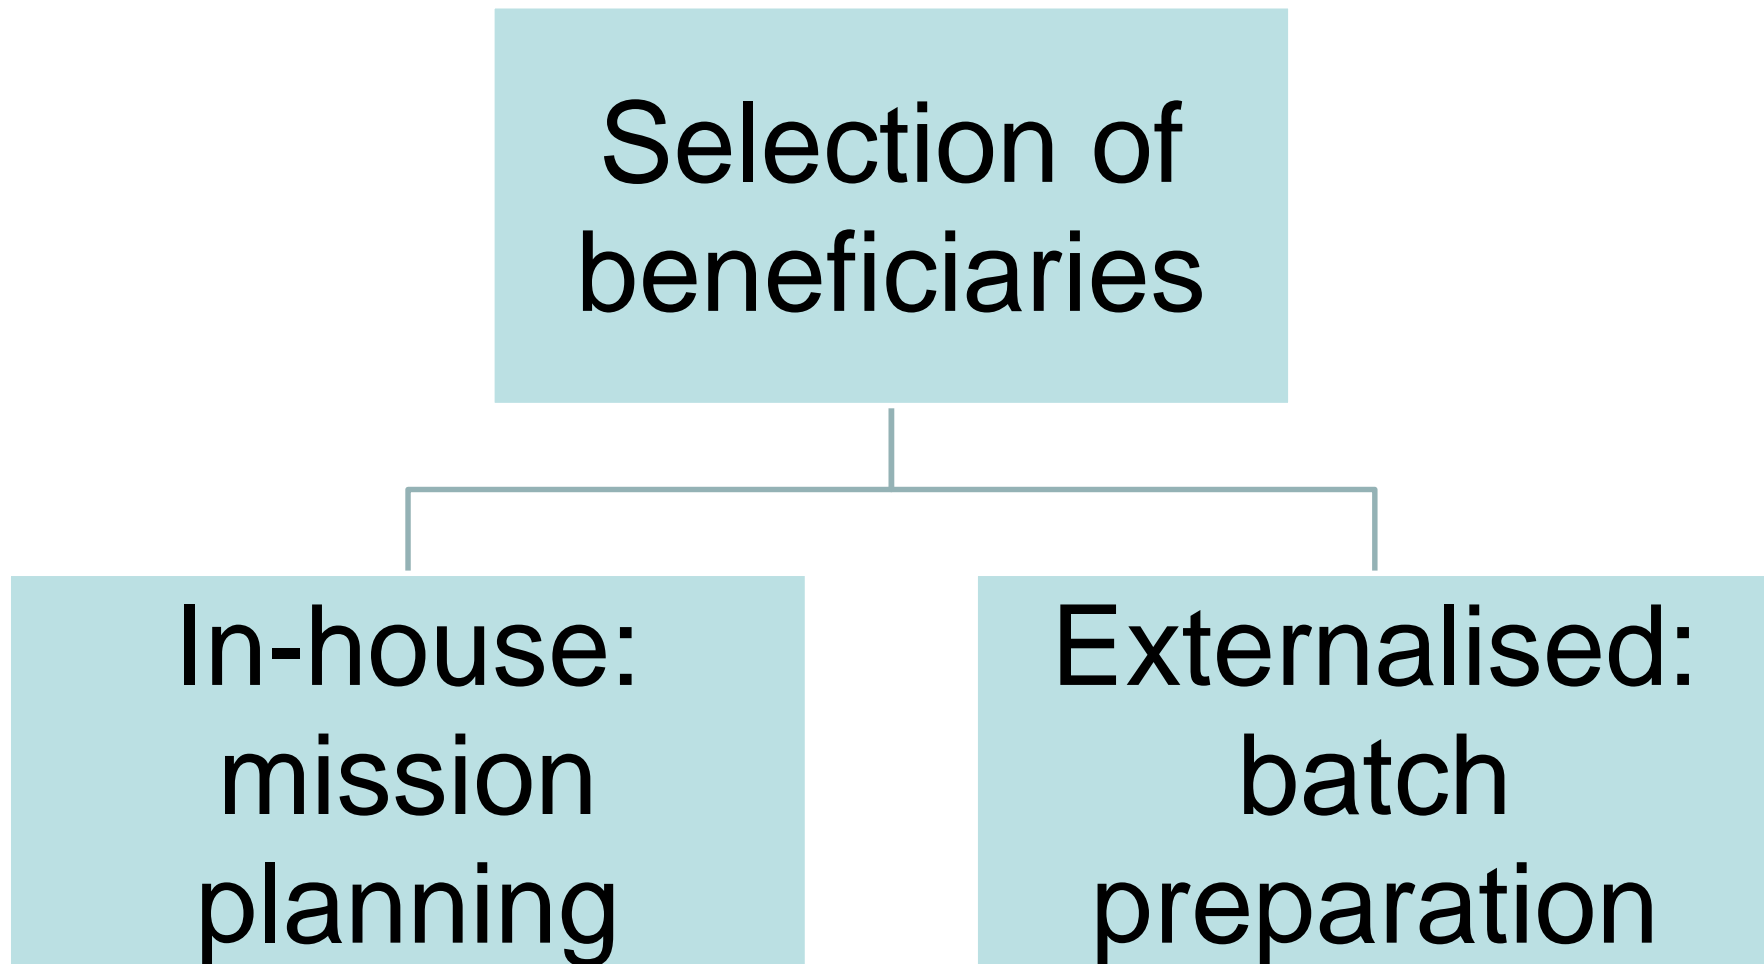 Selection of
beneficiaries
In-house:
mission
planning
Externalised:
batch
preparation